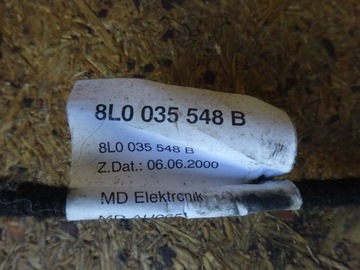 8L0 035 548 B
8L0 035 548 B
Z.Dat.: 06.06.2000
MD Elektronik